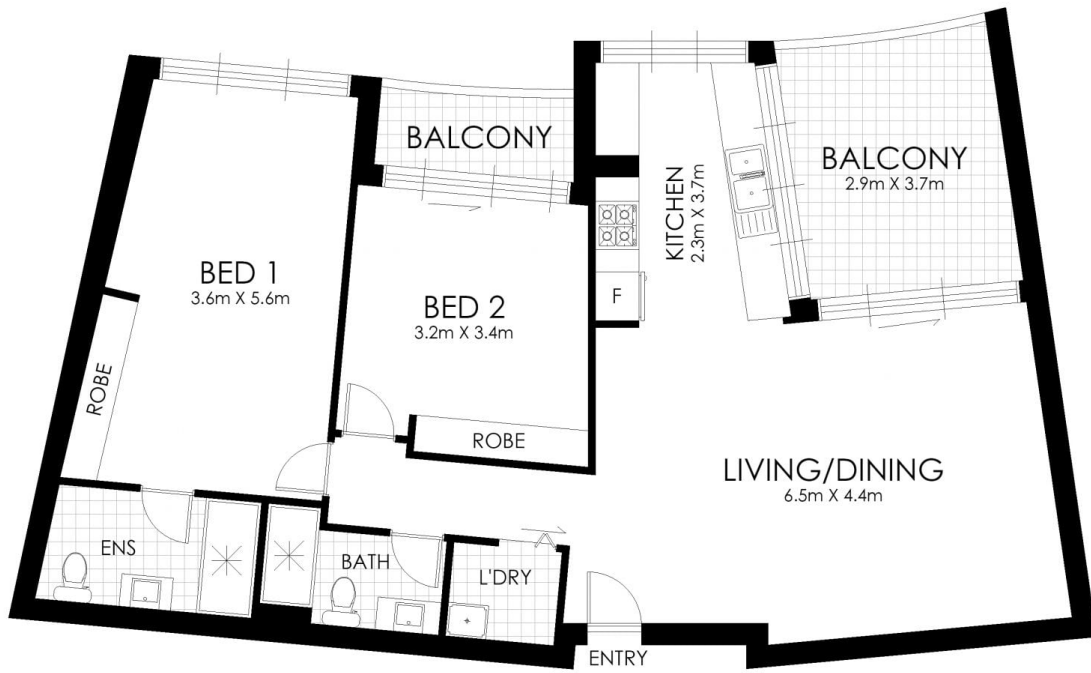 BALCONY
BALCONY
2.9m X 3.7m
KITCHEN
2.3m X 3.7m
BED 1
3.6m X 5.6m
BED 2
3.2m X 3.4m
F
ROBE
ROBE
LIVING/DINING
6.5m X 4.4m
ENS
BATH
L'DRY
ENTRY